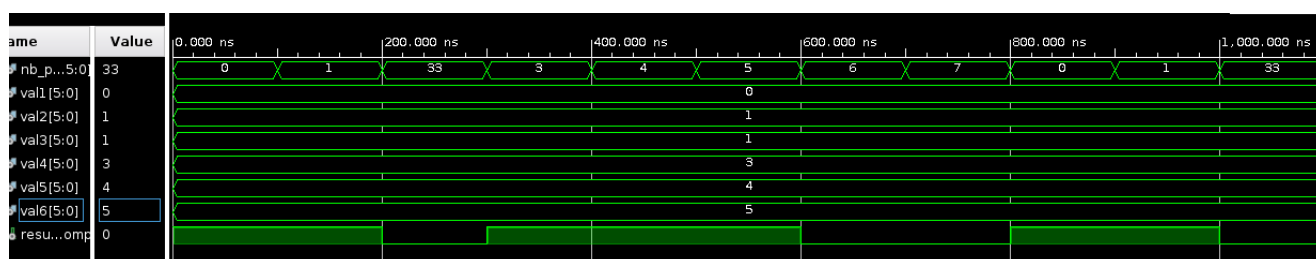 ame Value 0.000 ns 200.000 ns 400.000 ns 600.000 ns 800.000 ns 1,000.000 ns
nb_p...5:0] 33 0 1 33 3 4 5 6 7 0 1 33
val1[5:0] 0 0
val2[5:0] 1 1
val3[5:0] 1 1
val4[5:0] 3 3
val5[5:0] 4 4
val6[5:0] 5 5
resu...omp 0